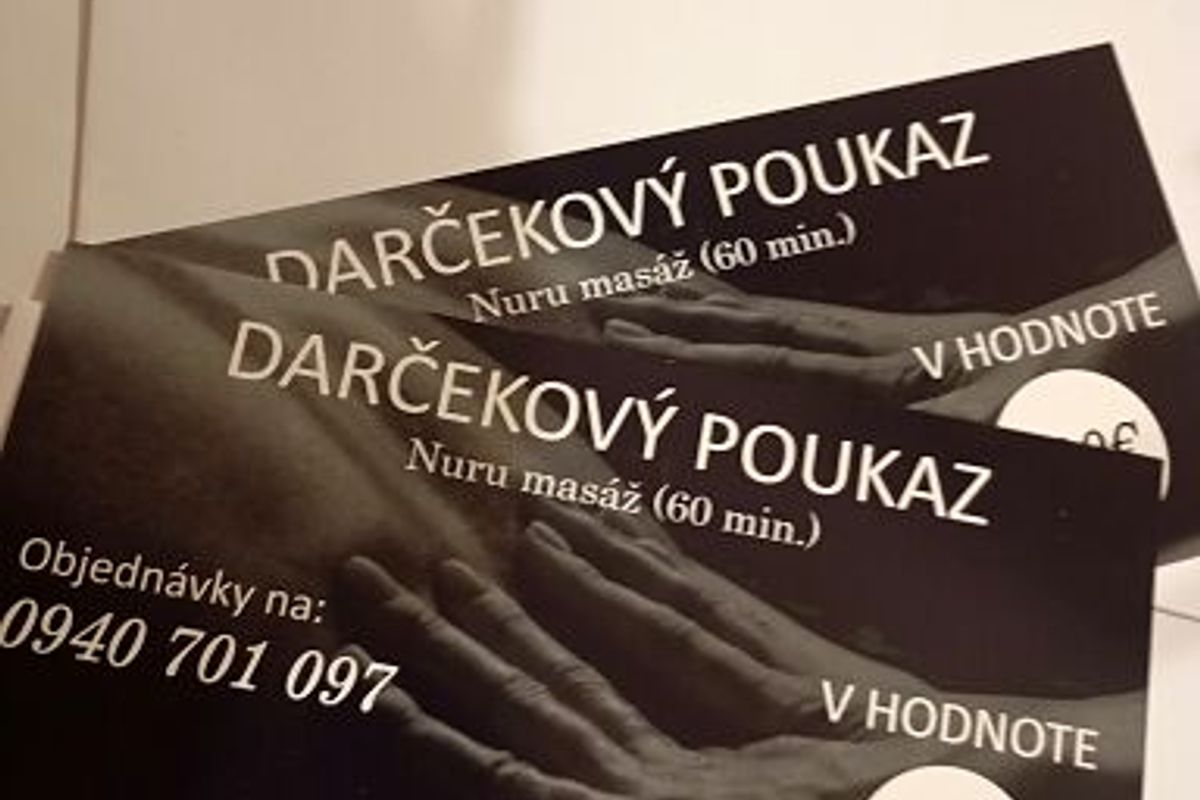 DARČEKOVÝ POUKAZ
Nuru masáž (60 min.)
V HODNOTE
DARČEKOVÝ POUKAZ
Nuru masáž (60 min.)
Objednávky na:
0940 701 097
V HODNOTE